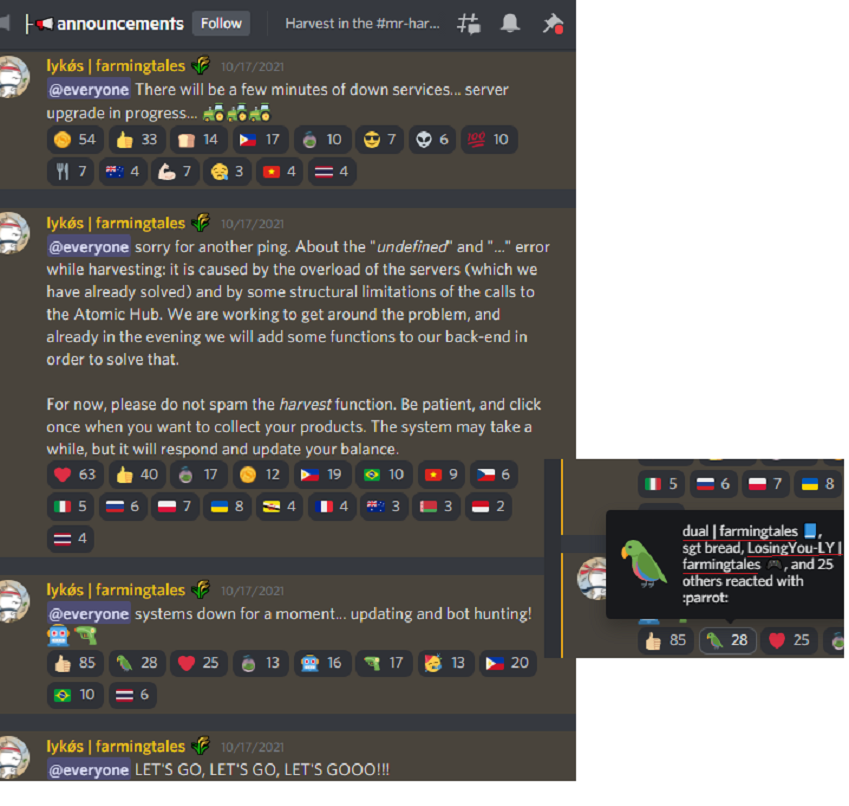 announcements Follow Harvest in the #mr-har...
lykøs | farmingtales 10/17/2021
@everyone There will be a few minutes of down services... server
upgrade in progress...
54 33 14 17 10 7 6 10
7 4 7 3 4 4
lykøs | farmingtales 10/17/2021
@everyone sorry for another ping. About the "undefined" and "..." error
while harvesting: it is caused by the overload of the servers (which we
have already solved) and by some structural limitations of the calls to
the Atomic Hub. We are working to get around the problem, and
already in the evening we will add some functions to our back-end in
order to solve that.
For now, please do not spam the harvest function. Be patient, and click
once when you want to collect your products. The system may take a
while, but it will respond and update your balance.
63 40 17 12 19 10 9 6
5 6 7 8 4 4 3 3 2
4
lykøs | farmingtales 10/17/2021
@everyone systems down for a moment... updating and bot hunting!
85 28 25 13 16 17 13 20
10 6
lykøs | farmingtales 10/17/2021
@everyone LET'S GO, LET'S GO, LET'S GOOO!!!
5 6 7 8
dual | farmingtales ,
sgt bread, LosingYou-LY |
farmingtales , and 25
others reacted with
:parrot:
85 28 25